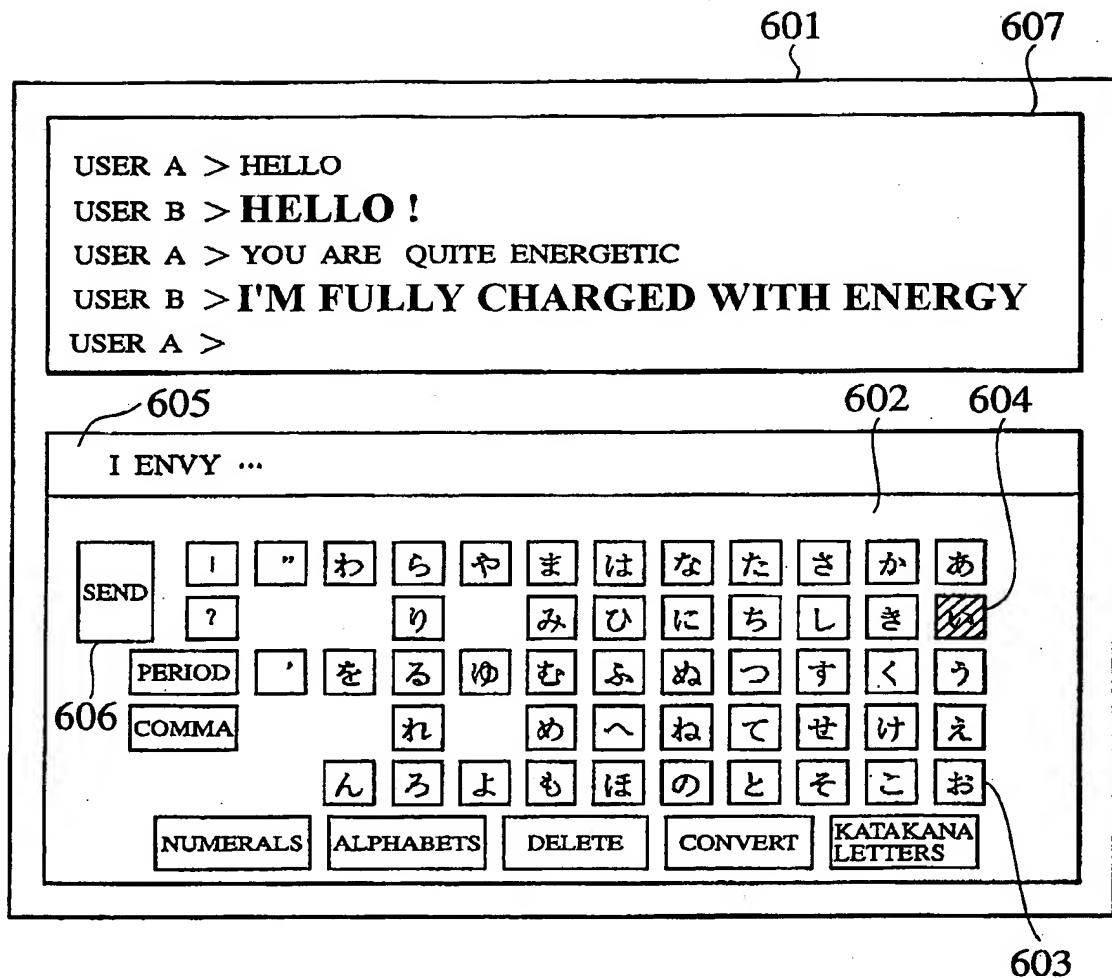 601 607
USER A > HELLO
USER B > HELLO !
USER A > YOU ARE QUITE ENERGETIC
USER B > I'M FULLY CHARGED WITH ENERGY
USER A >
605 602 604
I ENVY ...
SEND
| " わ ら や ま は な た さ か あ
? り み ひ に ち し き い
PERIOD ' を る ゆ む ふ ぬ つ す く う
606 COMMA れ め へ ね て せ け え
ん ろ よ も ほ の と そ こ お
NUMERALS ALPHABETS DELETE CONVERT KATAKANA
LETTERS
603